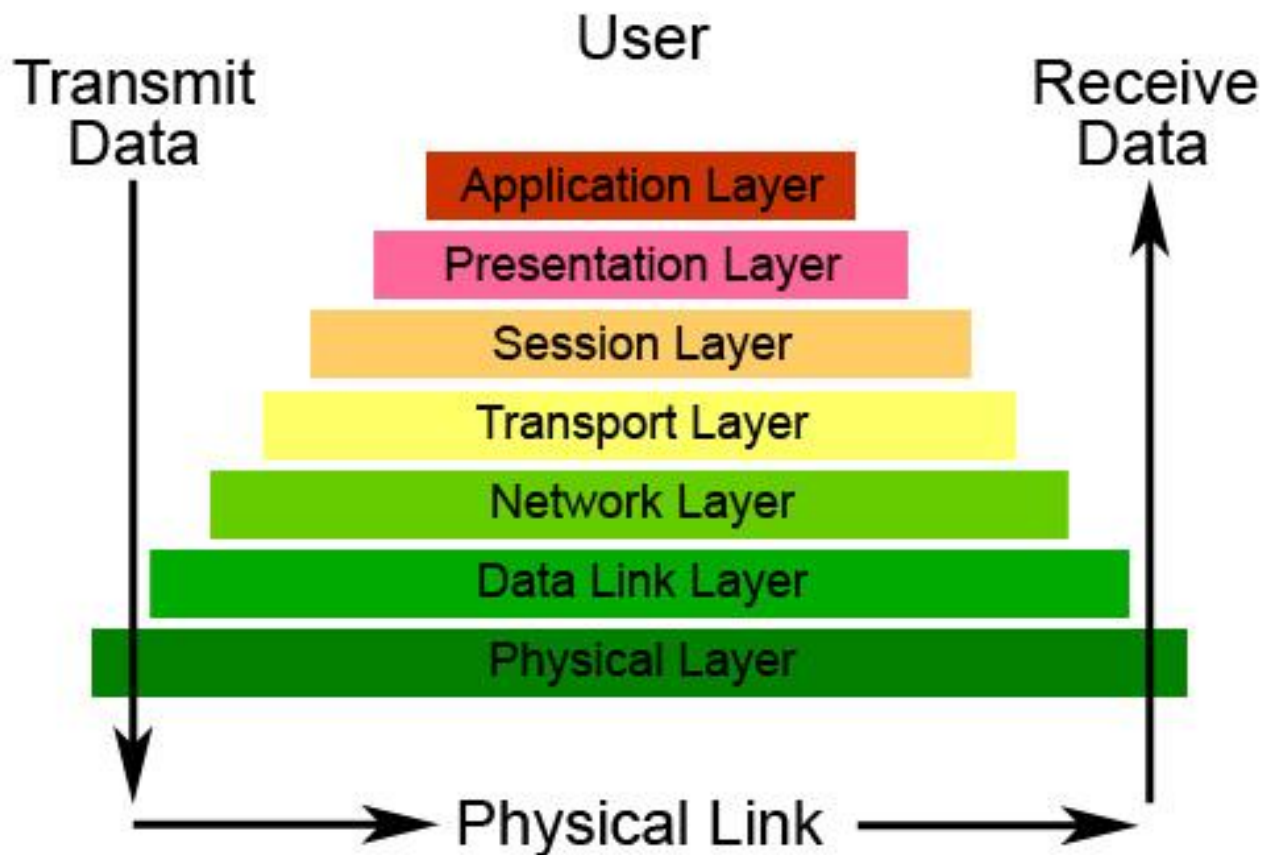 User
Transmit
Data
Receive
Data
Application Layer
Presentation Layer
Session Layer
Transport Layer
Network Layer
Data Link Layer
Physical Layer
Physical Link